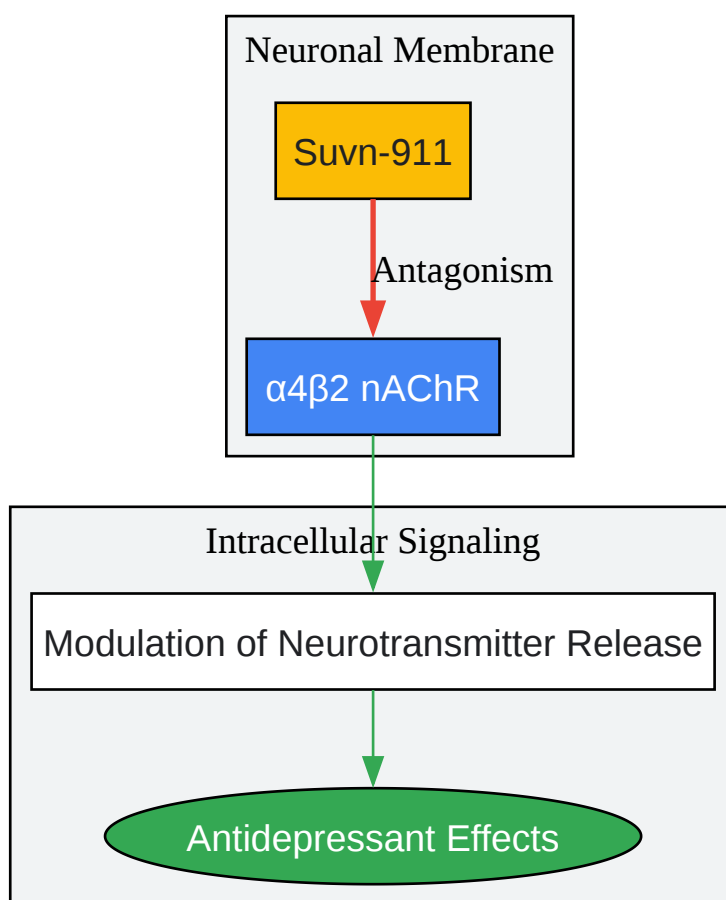 Neuronal Membrane
Suvn-911
Antagonism
α4β2 nAChR
Intracellular Signaling
Modulation of Neurotransmitter Release
Antidepressant Effects